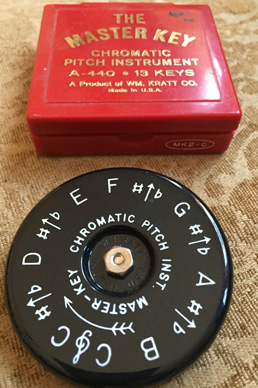 THE
MASTER KEY
CHROMATIC
PITCH INSTRUMENT
A-440 • 13 KEYS
A Product of WM. KRATT CO.
Made in U.S.A.
MK2-C
C ♯↑♭ D ♯↑♭ E F ♯↑♭ G ♯↑♭ A ♯↑♭ B C
MASTER-KEY CHROMATIC PITCH INST.